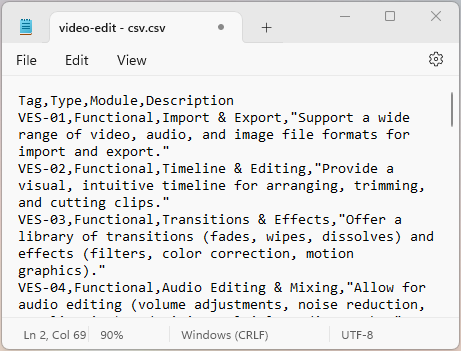 video-edit - csv.csv
File Edit View
Tag,Type,Module,Description
VES-01,Functional,Import & Export,"Support a wide
range of video, audio, and image file formats for
import and export."
VES-02,Functional,Timeline & Editing,"Provide a
visual, intuitive timeline for arranging, trimming,
and cutting clips."
VES-03,Functional,Transitions & Effects,"Offer a
library of transitions (fades, wipes, dissolves) and
effects (filters, color correction, motion
graphics)."
VES-04,Functional,Audio Editing & Mixing,"Allow for
audio editing (volume adjustments, noise reduction,
Ln 2, Col 69 90% Windows (CRLF) UTF-8